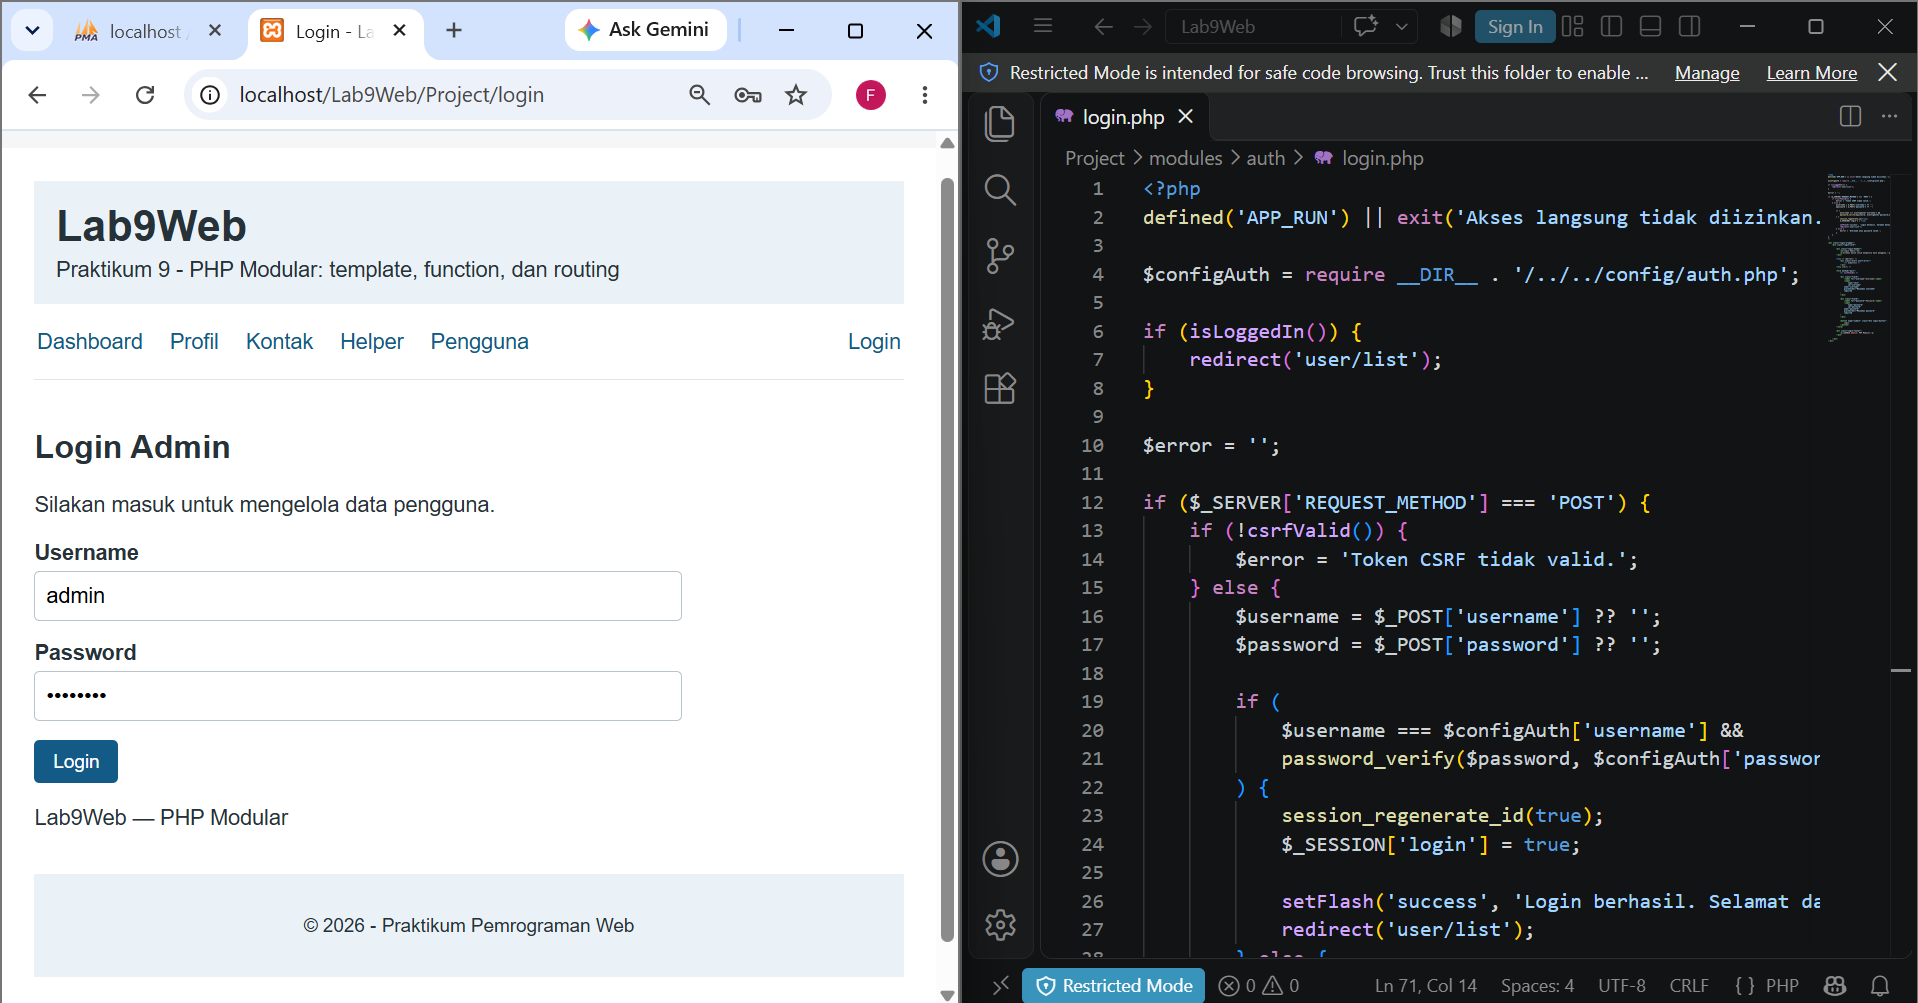 PMA localhost
Login - La
Ask Gemini
localhost/Lab9Web/Project/login
F
Lab9Web
Praktikum 9 - PHP Modular: template, function, dan routing
Dashboard Profil Kontak Helper Pengguna Login
Login Admin
Silakan masuk untuk mengelola data pengguna.
Username
admin
Password
••••••••
Login
Lab9Web — PHP Modular
© 2026 - Praktikum Pemrograman Web
Lab9Web
Sign In
Restricted Mode is intended for safe code browsing. Trust this folder to enable ... Manage Learn More
login.php
Project > modules > auth > login.php
1 <?php
2 defined('APP_RUN') || exit('Akses langsung tidak diizinkan.
3
4 $configAuth = require __DIR__ . '/../../config/auth.php';
5
6 if (isLoggedIn()) {
7 redirect('user/list');
8 }
9
10 $error = '';
11
12 if ($_SERVER['REQUEST_METHOD'] === 'POST') {
13 if (!csrfValid()) {
14 $error = 'Token CSRF tidak valid.';
15 } else {
16 $username = $_POST['username'] ?? '';
17 $password = $_POST['password'] ?? '';
18
19 if (
20 $username === $configAuth['username'] &&
21 password_verify($password, $configAuth['passwor
22 ) {
23 session_regenerate_id(true);
24 $_SESSION['login'] = true;
25
26 setFlash('success', 'Login berhasil. Selamat da
27 redirect('user/list');
28 } else {
Restricted Mode 0 0 Ln 71, Col 14 Spaces: 4 UTF-8 CRLF { } PHP